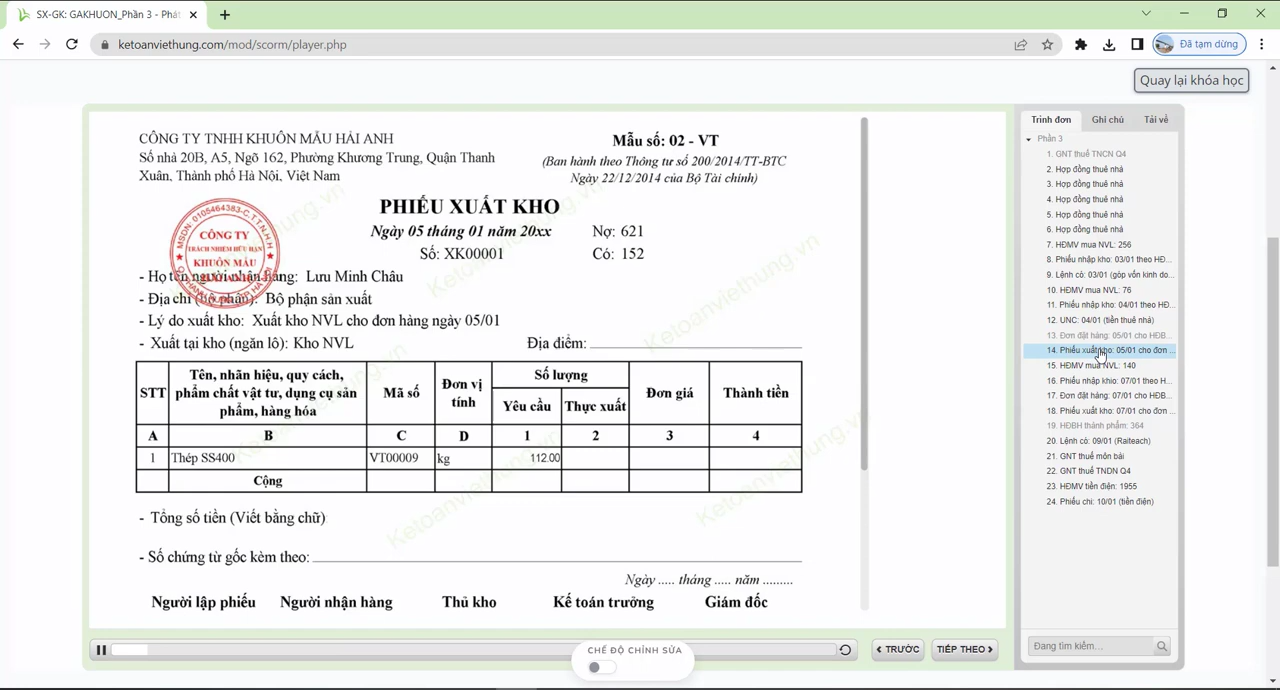 SX-GK: GAKHUON_Phần 3 - Phát
ketoanviethung.com/mod/scorm/player.php
Đã tạm dừng
Quay lại khóa học
CÔNG TY TNHH KHUÔN MẪU HẢI ANH
Số nhà 20B, A5, Ngõ 162, Phường Khương Trung, Quận Thanh
Xuân, Thành phố Hà Nội, Việt Nam
Mẫu số: 02 - VT
(Ban hành theo Thông tư số 200/2014/TT-BTC
Ngày 22/12/2014 của Bộ Tài chính)
PHIẾU XUẤT KHO
Ngày 05 tháng 01 năm 20xx
Nợ: 621
Số: XK00001
Có: 152
MSDN: 0105464383-C.T.T.N.H.H
CÔNG TY
TRÁCH NHIỆM HỮU HẠN
KHUÔN MẪU
- Họ tên người nhận hàng: Lưu Minh Châu
- Địa chỉ (bộ phận): Bộ phận sản xuất
- Lý do xuất kho: Xuất kho NVL cho đơn hàng ngày 05/01
- Xuất tại kho (ngăn lô): Kho NVL
Địa điểm:
STT
Tên, nhãn hiệu, quy cách,
phẩm chất vật tư, dụng cụ sản
phẩm, hàng hóa
Mã số
Đơn vị
tính
Số lượng
Yêu cầu
Thực xuất
Đơn giá
Thành tiền
A B C D 1 2 3 4
1 Thép SS400 VT00009 kg 112.00
Cộng
- Tổng số tiền (Viết bằng chữ)
- Số chứng từ gốc kèm theo:
Ngày ..... tháng ..... năm .........
Người lập phiếu Người nhận hàng Thủ kho Kế toán trưởng Giám đốc
Ketoanviethung.vn
Ketoanviethung.vn
Ketoanviethung.vn
TRƯỚC
TIẾP THEO
CHẾ ĐỘ CHỈNH SỬA
Trình đơn
Ghi chú
Tải về
Phần 3
1. GNT thuế TNCN Q4
2. Hợp đồng thuê nhà
3. Hợp đồng thuê nhà
4. Hợp đồng thuê nhà
5. Hợp đồng thuê nhà
6. Hợp đồng thuê nhà
7. HĐMV mua NVL: 256
8. Phiếu nhập kho: 03/01 theo HĐ...
9. Lệnh có: 03/01 (góp vốn kinh do...
10. HĐMV mua NVL: 76
11. Phiếu nhập kho: 04/01 theo HĐ...
12. UNC: 04/01 (tiền thuê nhà)
13. Đơn đặt hàng: 05/01 cho HĐB...
14. Phiếu xuất kho: 05/01 cho đơn ...
15. HĐMV mua NVL: 140
16. Phiếu nhập khio: 07/01 theo H...
17. Đơn đặt hàng: 07/01 cho HĐB...
18. Phiếu xuất kho: 07/01 cho đơn ...
19. HĐBH thành phẩm: 364
20. Lệnh có: 09/01 (Raiteach)
21. GNT thuế môn bài
22. GNT thuế TNDN Q4
23. HĐMV tiền điện: 1955
24. Phiếu chi: 10/01 (tiền điện)
Đang tìm kiếm...